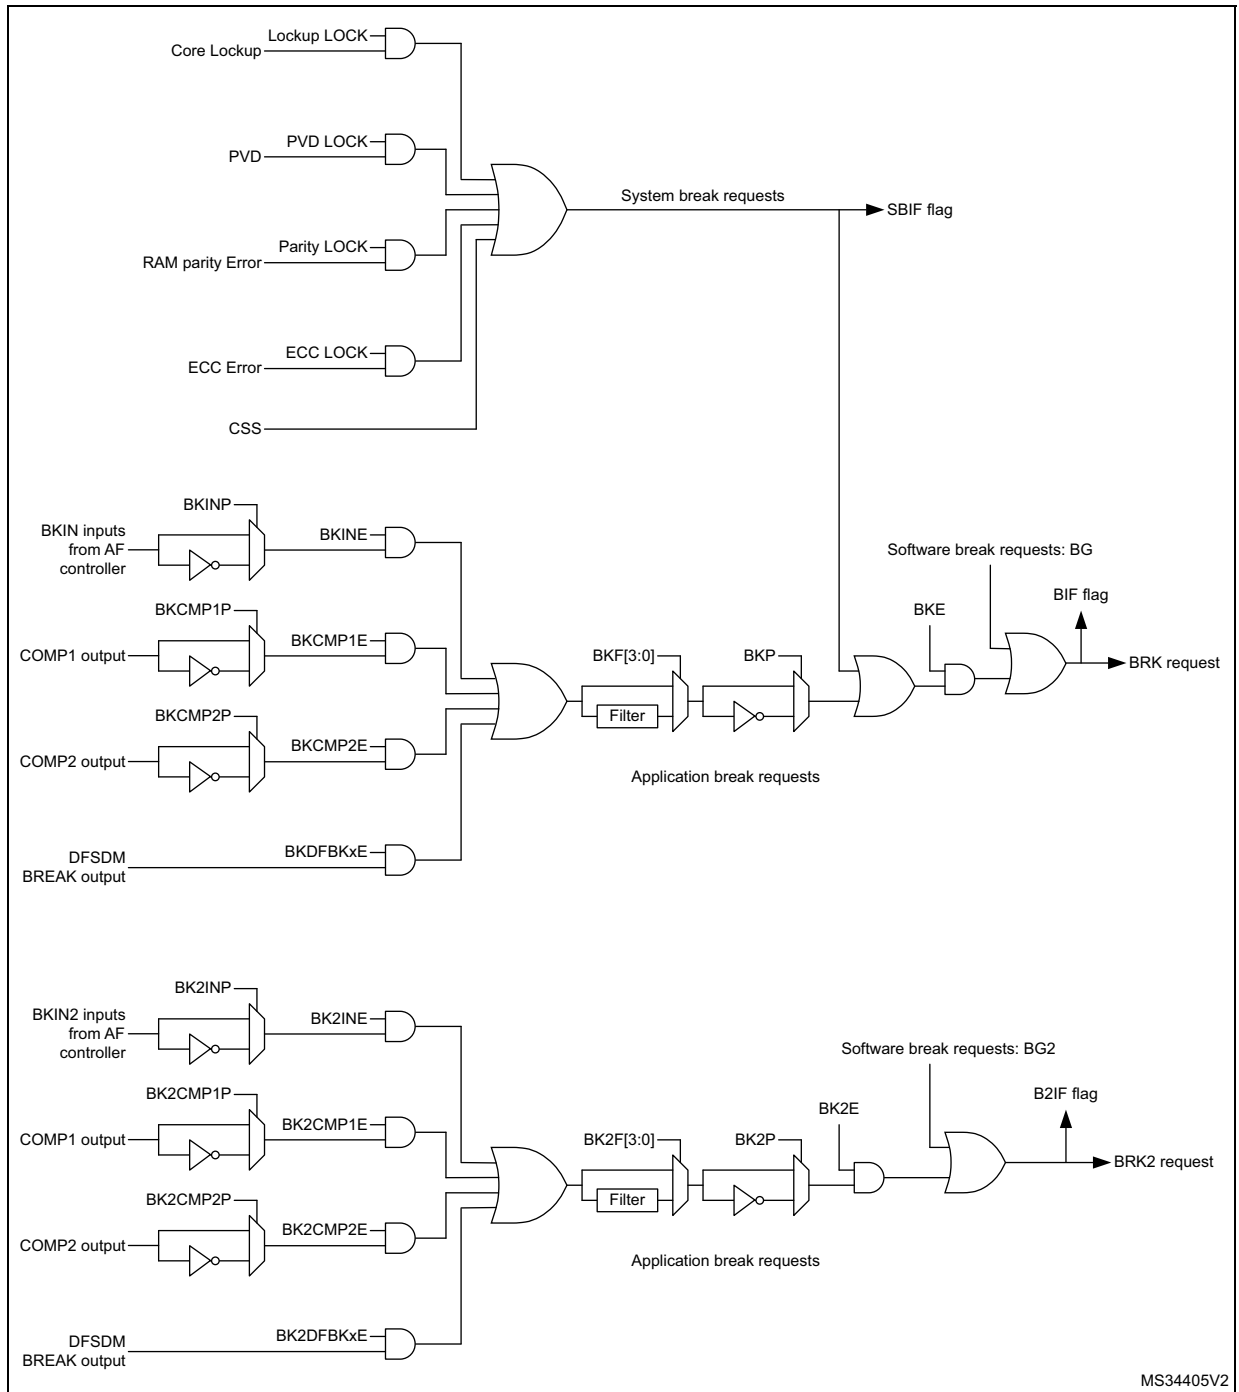 Lockup LOCK
Core Lockup
PVD LOCK
PVD
System break requests
SBIF flag
Parity LOCK
RAM parity Error
ECC LOCK
ECC Error
CSS
BKINP
BKIN inputs
from AF
controller
BKINE
Software break requests: BG
BIF flag
BKCMP1P
BKE
COMP1 output
BKCMP1E
BKF[3:0]
BKP
BRK request
BKCMP2P
Filter
COMP2 output
BKCMP2E
Application break requests
DFSDM
BREAK output
BKDFBKxE
BK2INP
BKIN2 inputs
from AF
controller
BK2INE
Software break requests: BG2
BK2CMP1P
B2IF flag
BK2E
COMP1 output
BK2CMP1E
BK2F[3:0]
BK2P
BRK2 request
BK2CMP2P
Filter
COMP2 output
BK2CMP2E
Application break requests
DFSDM
BREAK output
BK2DFBKxE
MS34405V2